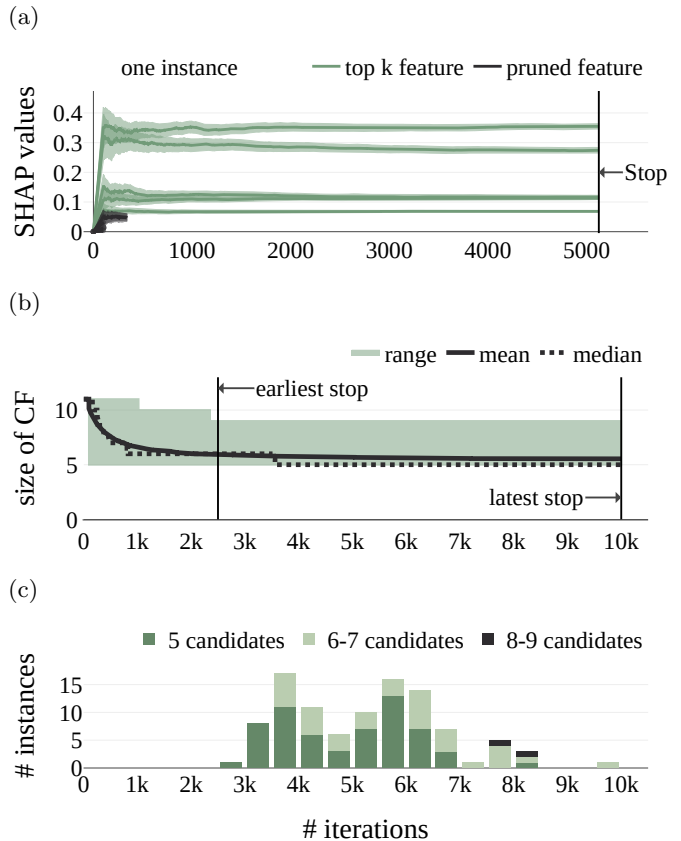 (a)
one instance
top k feature
pruned feature
SHAP values
0.4
0.3
0.2
0.1
0
Stop
0
1000
2000
3000
4000
5000
(b)
range
mean
median
size of CF
10
5
0
earliest stop
latest stop
0
1k
2k
3k
4k
5k
6k
7k
8k
9k
10k
(c)
5 candidates
6-7 candidates
8-9 candidates
# instances
15
10
5
0
0
1k
2k
3k
4k
5k
6k
7k
8k
9k
10k
# iterations